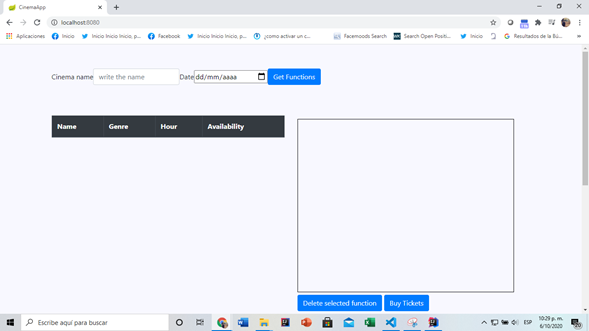 CinemaApp
localhost:8080
Aplicaciones Inicio Inicio Inicio Inicio, p... Facebook Inicio Inicio Inicio, p... ¿como activar un c... Facemoods Search Search Open Positi... Inicio Resultados de la Bú...
Cinema name write the name Date dd/mm/aaaa Get Functions
Name Genre Hour Availability
Delete selected function Buy Tickets
Escribe aquí para buscar
ESP
10:29 p. m.
6/10/2020